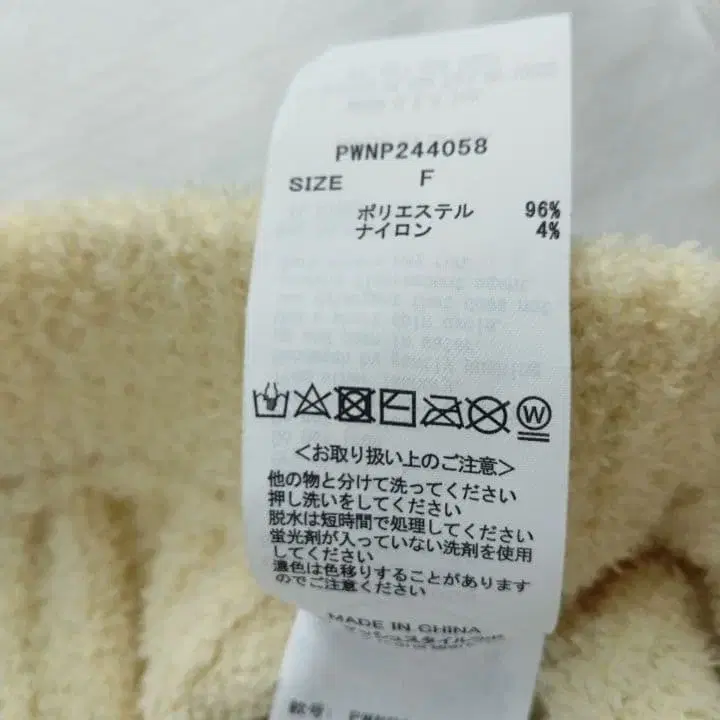 PWNP244058
SIZE F
ポリエステル 96%
ナイロン 4%
W
＜お取り扱い上のご注意＞
他の物と分けて洗ってください
押し洗いをしてください
脱水は短時間で処理してください
蛍光剤が入っていない洗剤を使用
してください
濃色は色移りすることがあります
のでご注意ください
MADE IN CHINA